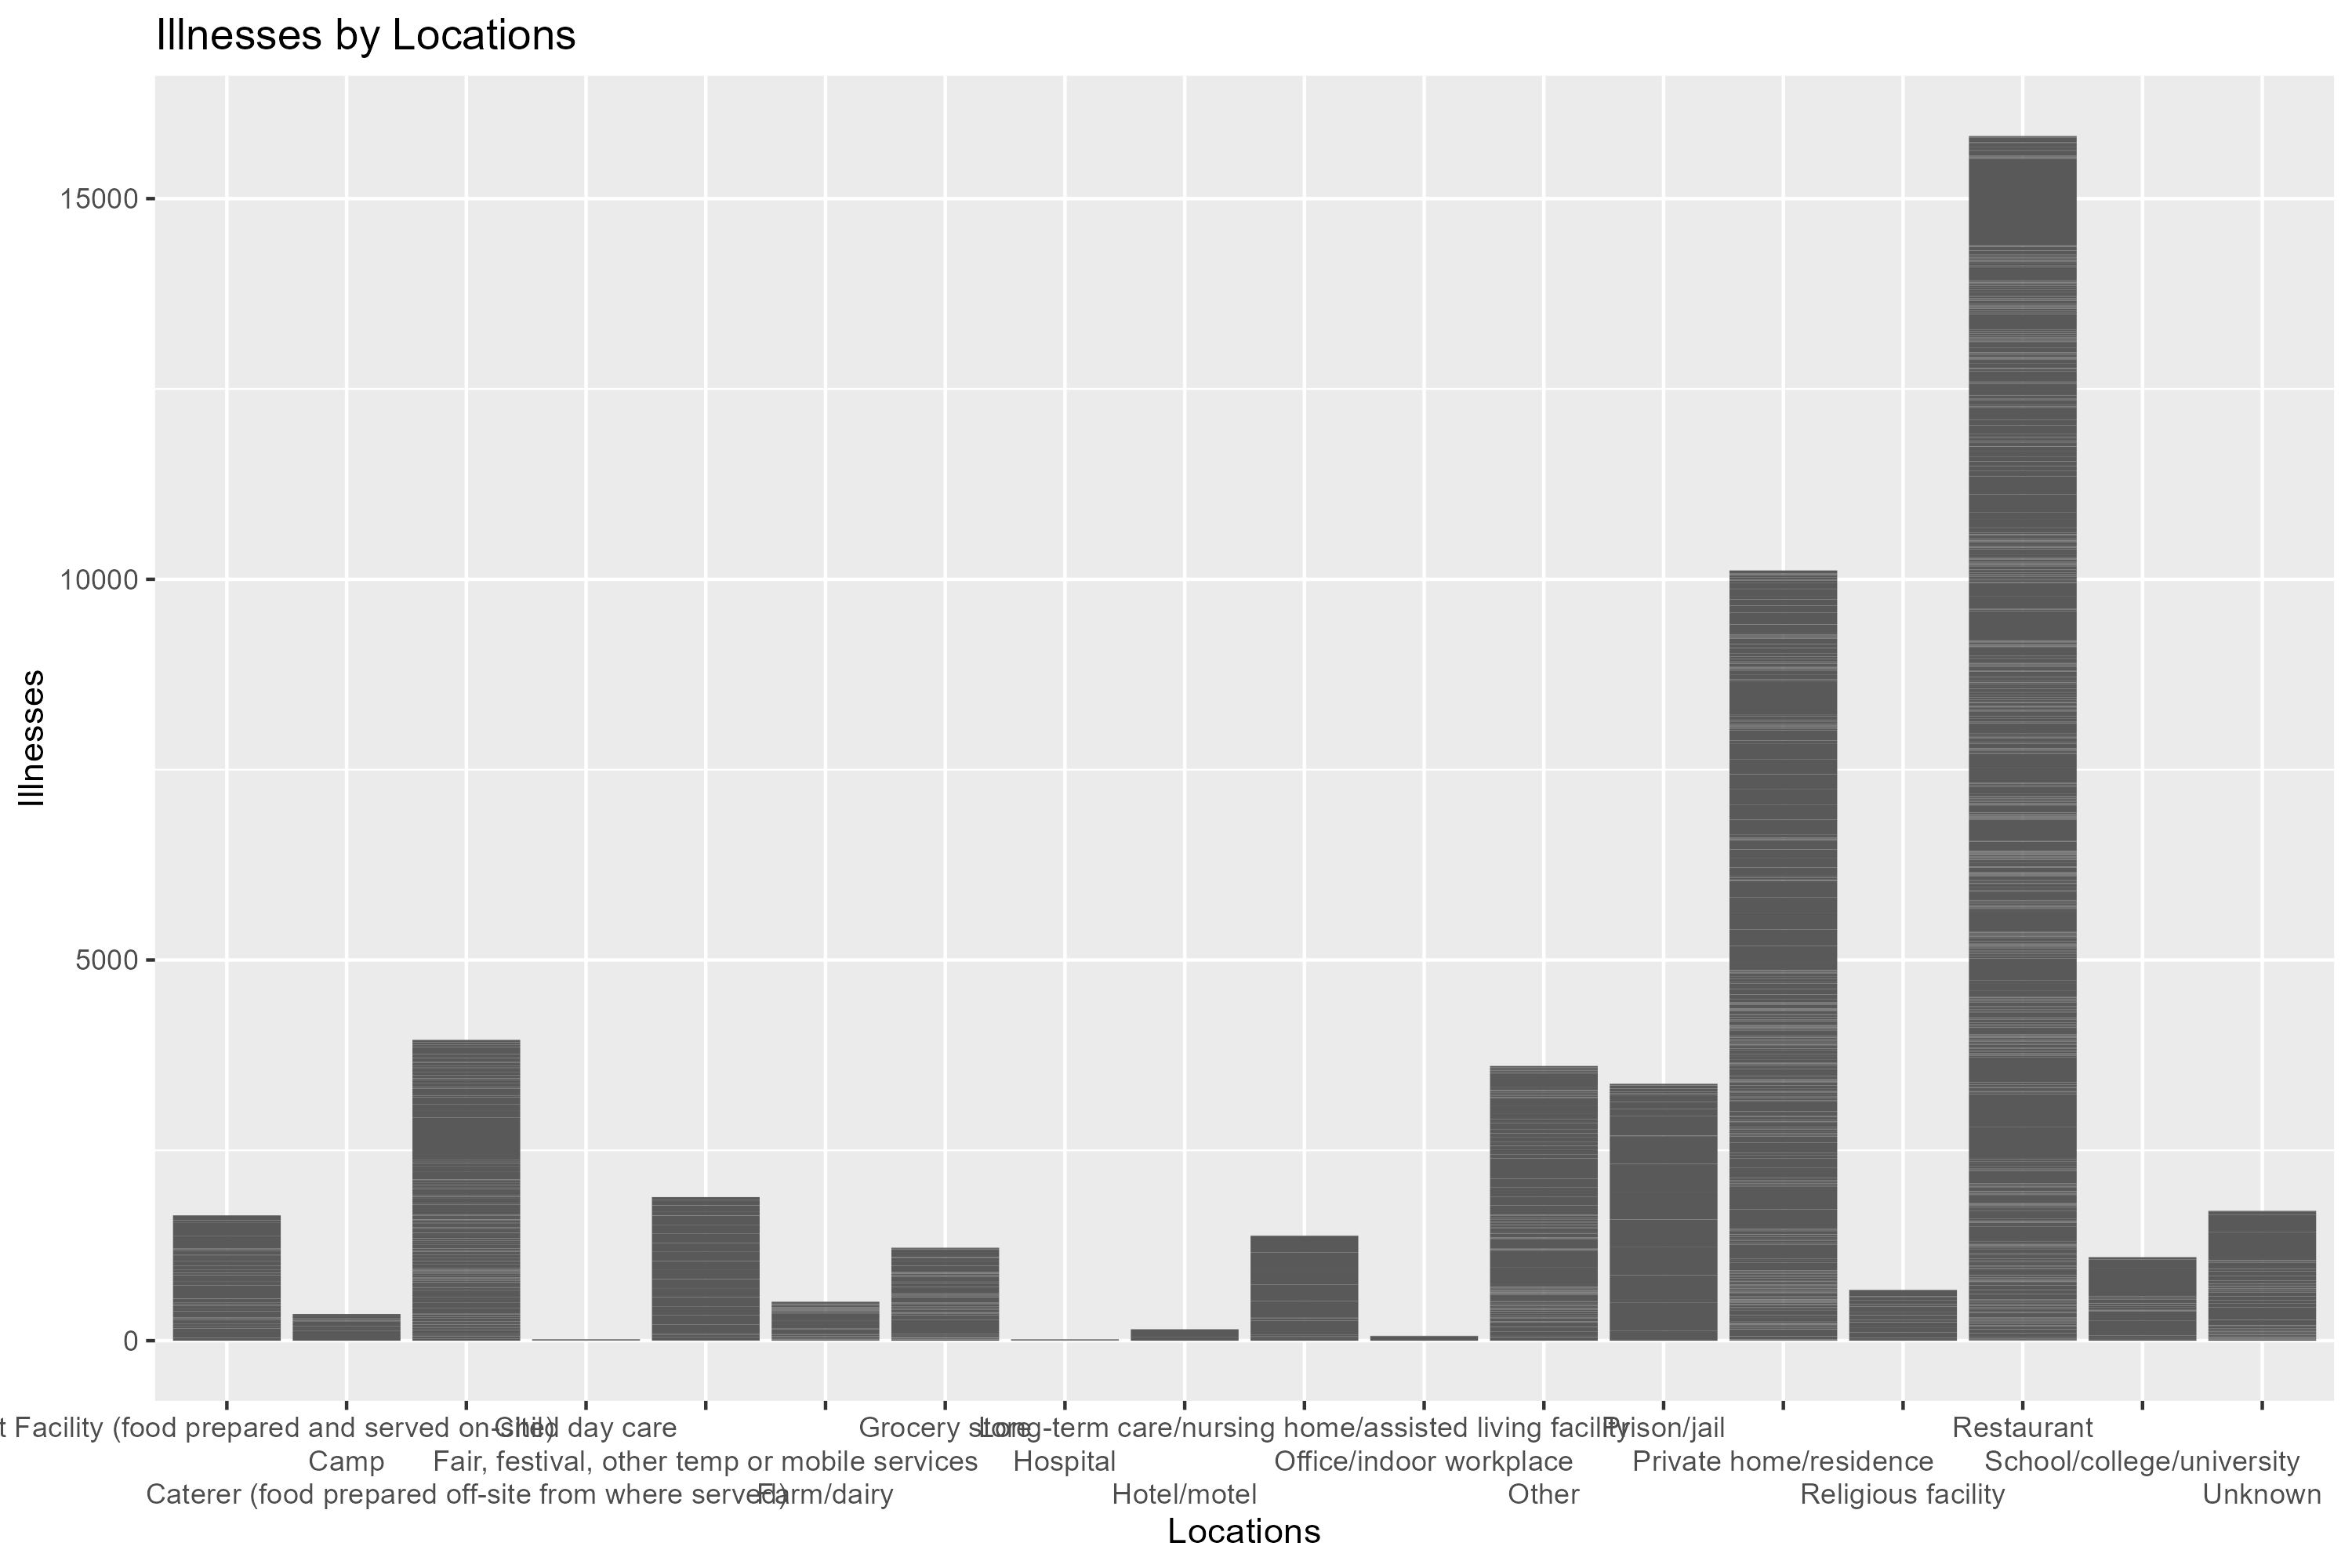 Illnesses by Locations
15000
10000
5000
0
Illnesses
t Facility (food prepared and served on-site) Child day care Grocery store Long-term care/nursing home/assisted living facility Prison/jail Restaurant
Camp Fair, festival, other temp or mobile services Hospital Office/indoor workplace Private home/residence School/college/university
Caterer (food prepared off-site from where served) Farm/dairy Hotel/motel Other Religious facility Unknown
Locations